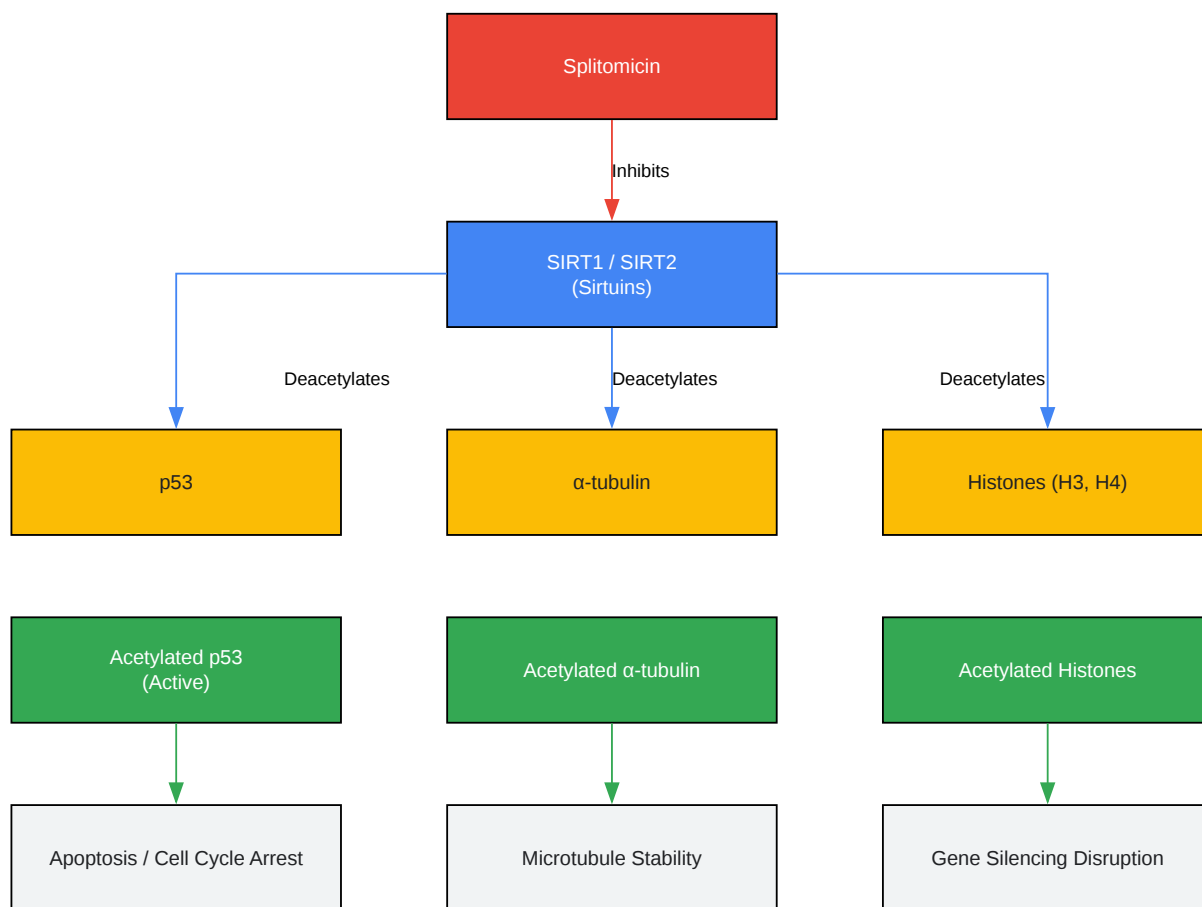 Splitomicin
Inhibits
SIRT1 / SIRT2
(Sirtuins)
Deacetylates
Deacetylates
Deacetylates
p53
α-tubulin
Histones (H3, H4)
Acetylated p53
(Active)
Acetylated α-tubulin
Acetylated Histones
Apoptosis / Cell Cycle Arrest
Microtubule Stability
Gene Silencing Disruption